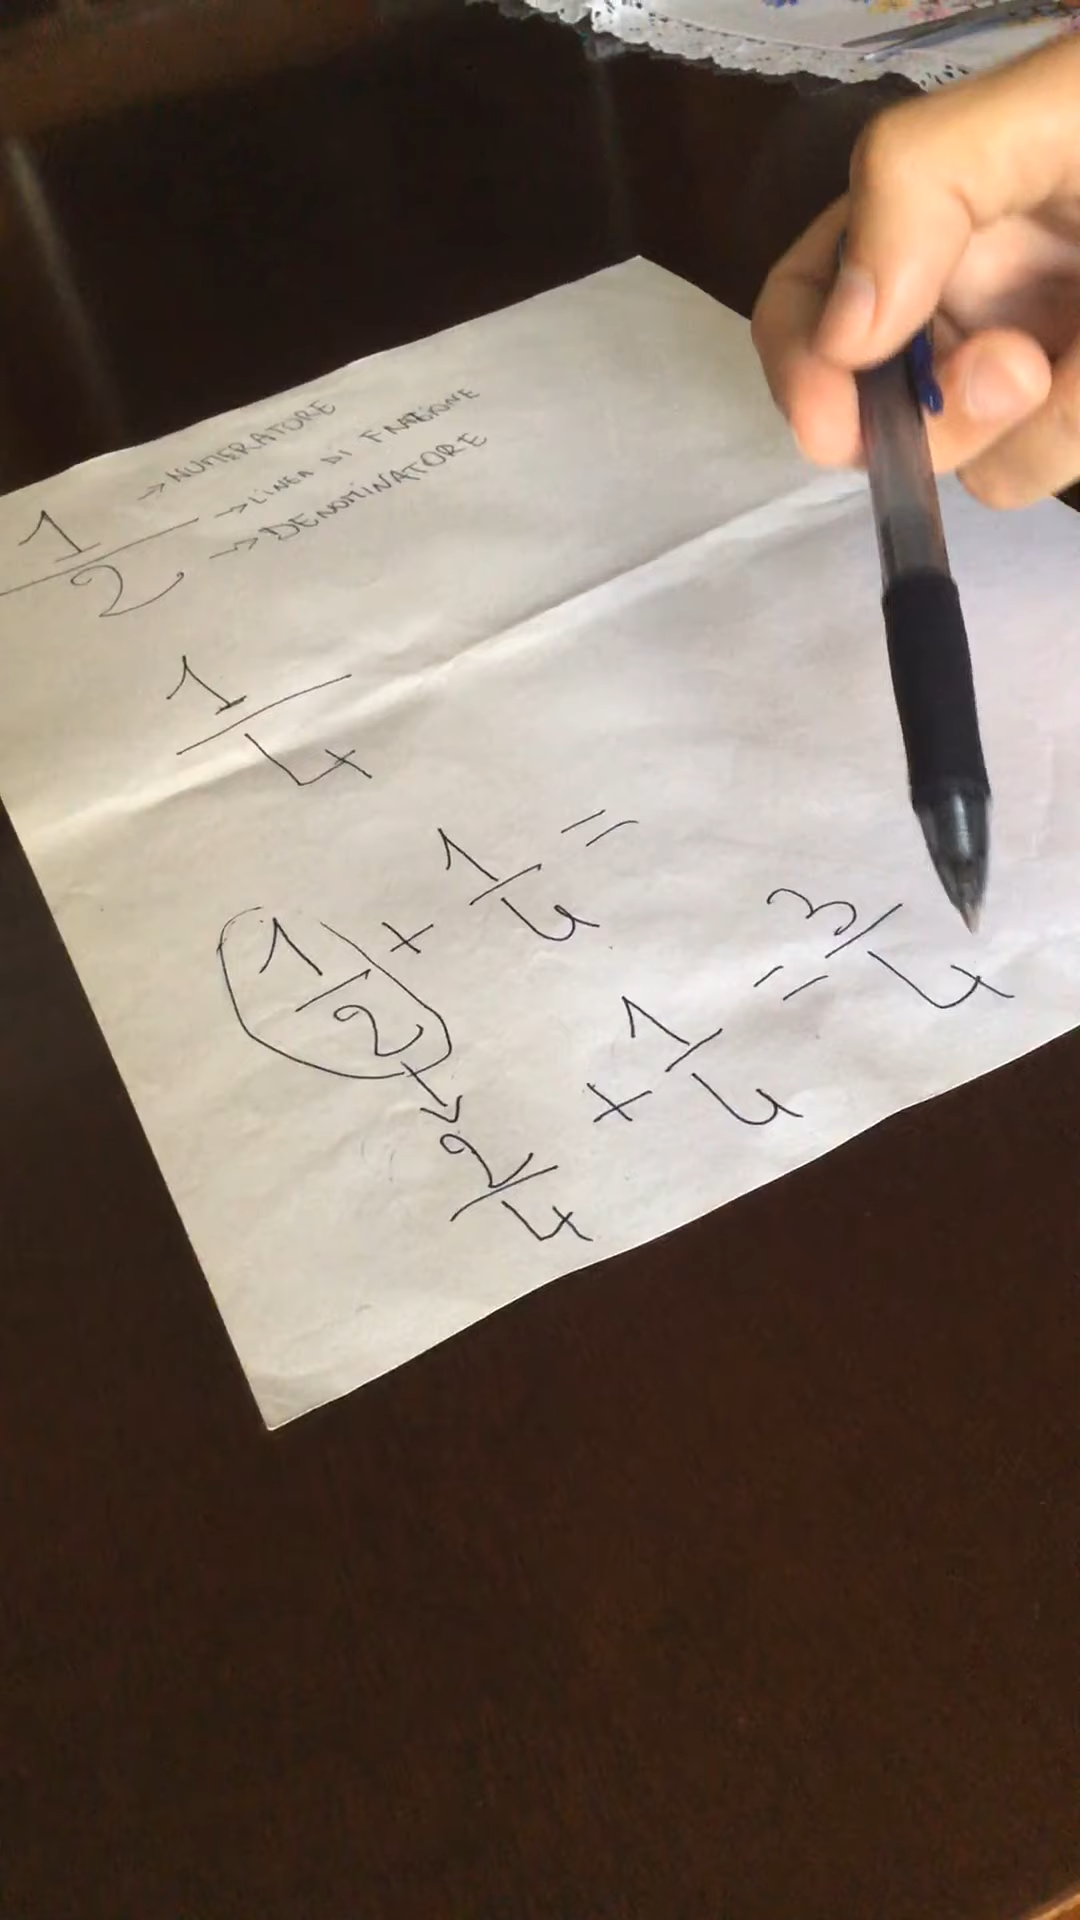 1/2 → NUMERATORE
→ LINEA DI FRAZIONE
→ DENOMINATORE
1/4
1/2 + 1/4 =
2/4 + 1/4 = 3/4